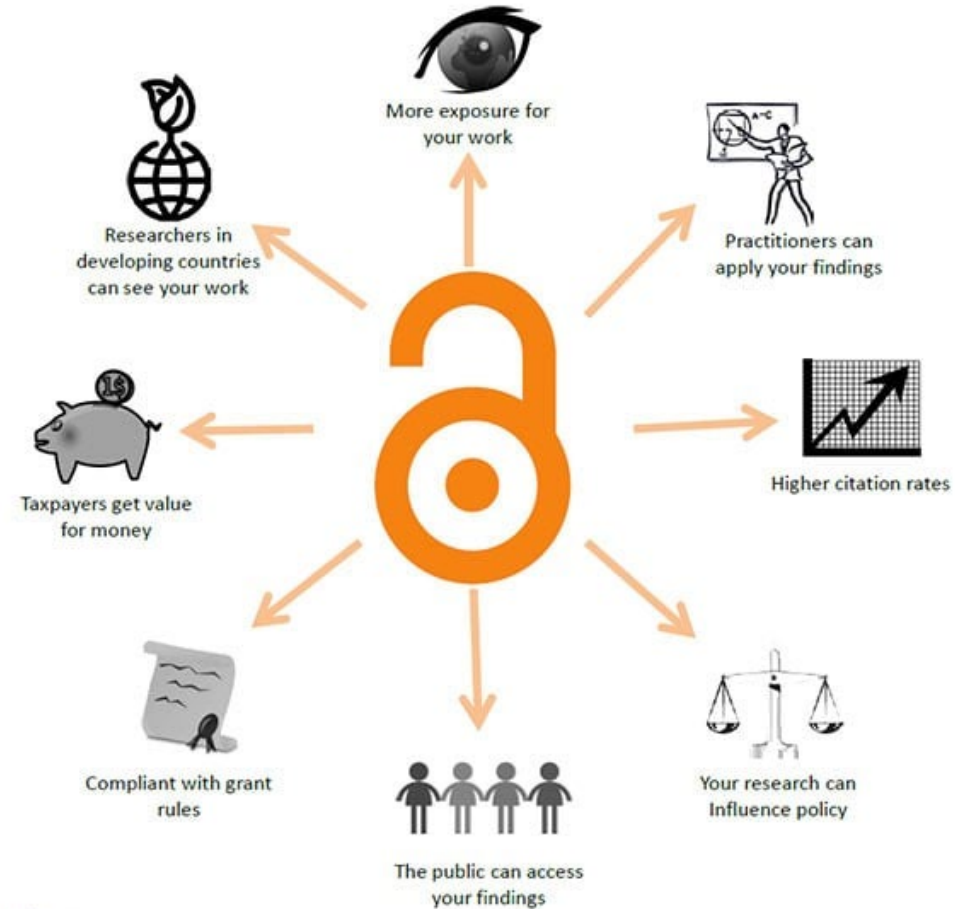 More exposure for
your work
Practitioners can
apply your findings
Higher citation rates
Your research can
Influence policy
The public can access
your findings
Compliant with grant
rules
Taxpayers get value
for money
1$
Researchers in
developing countries
can see your work
A-C